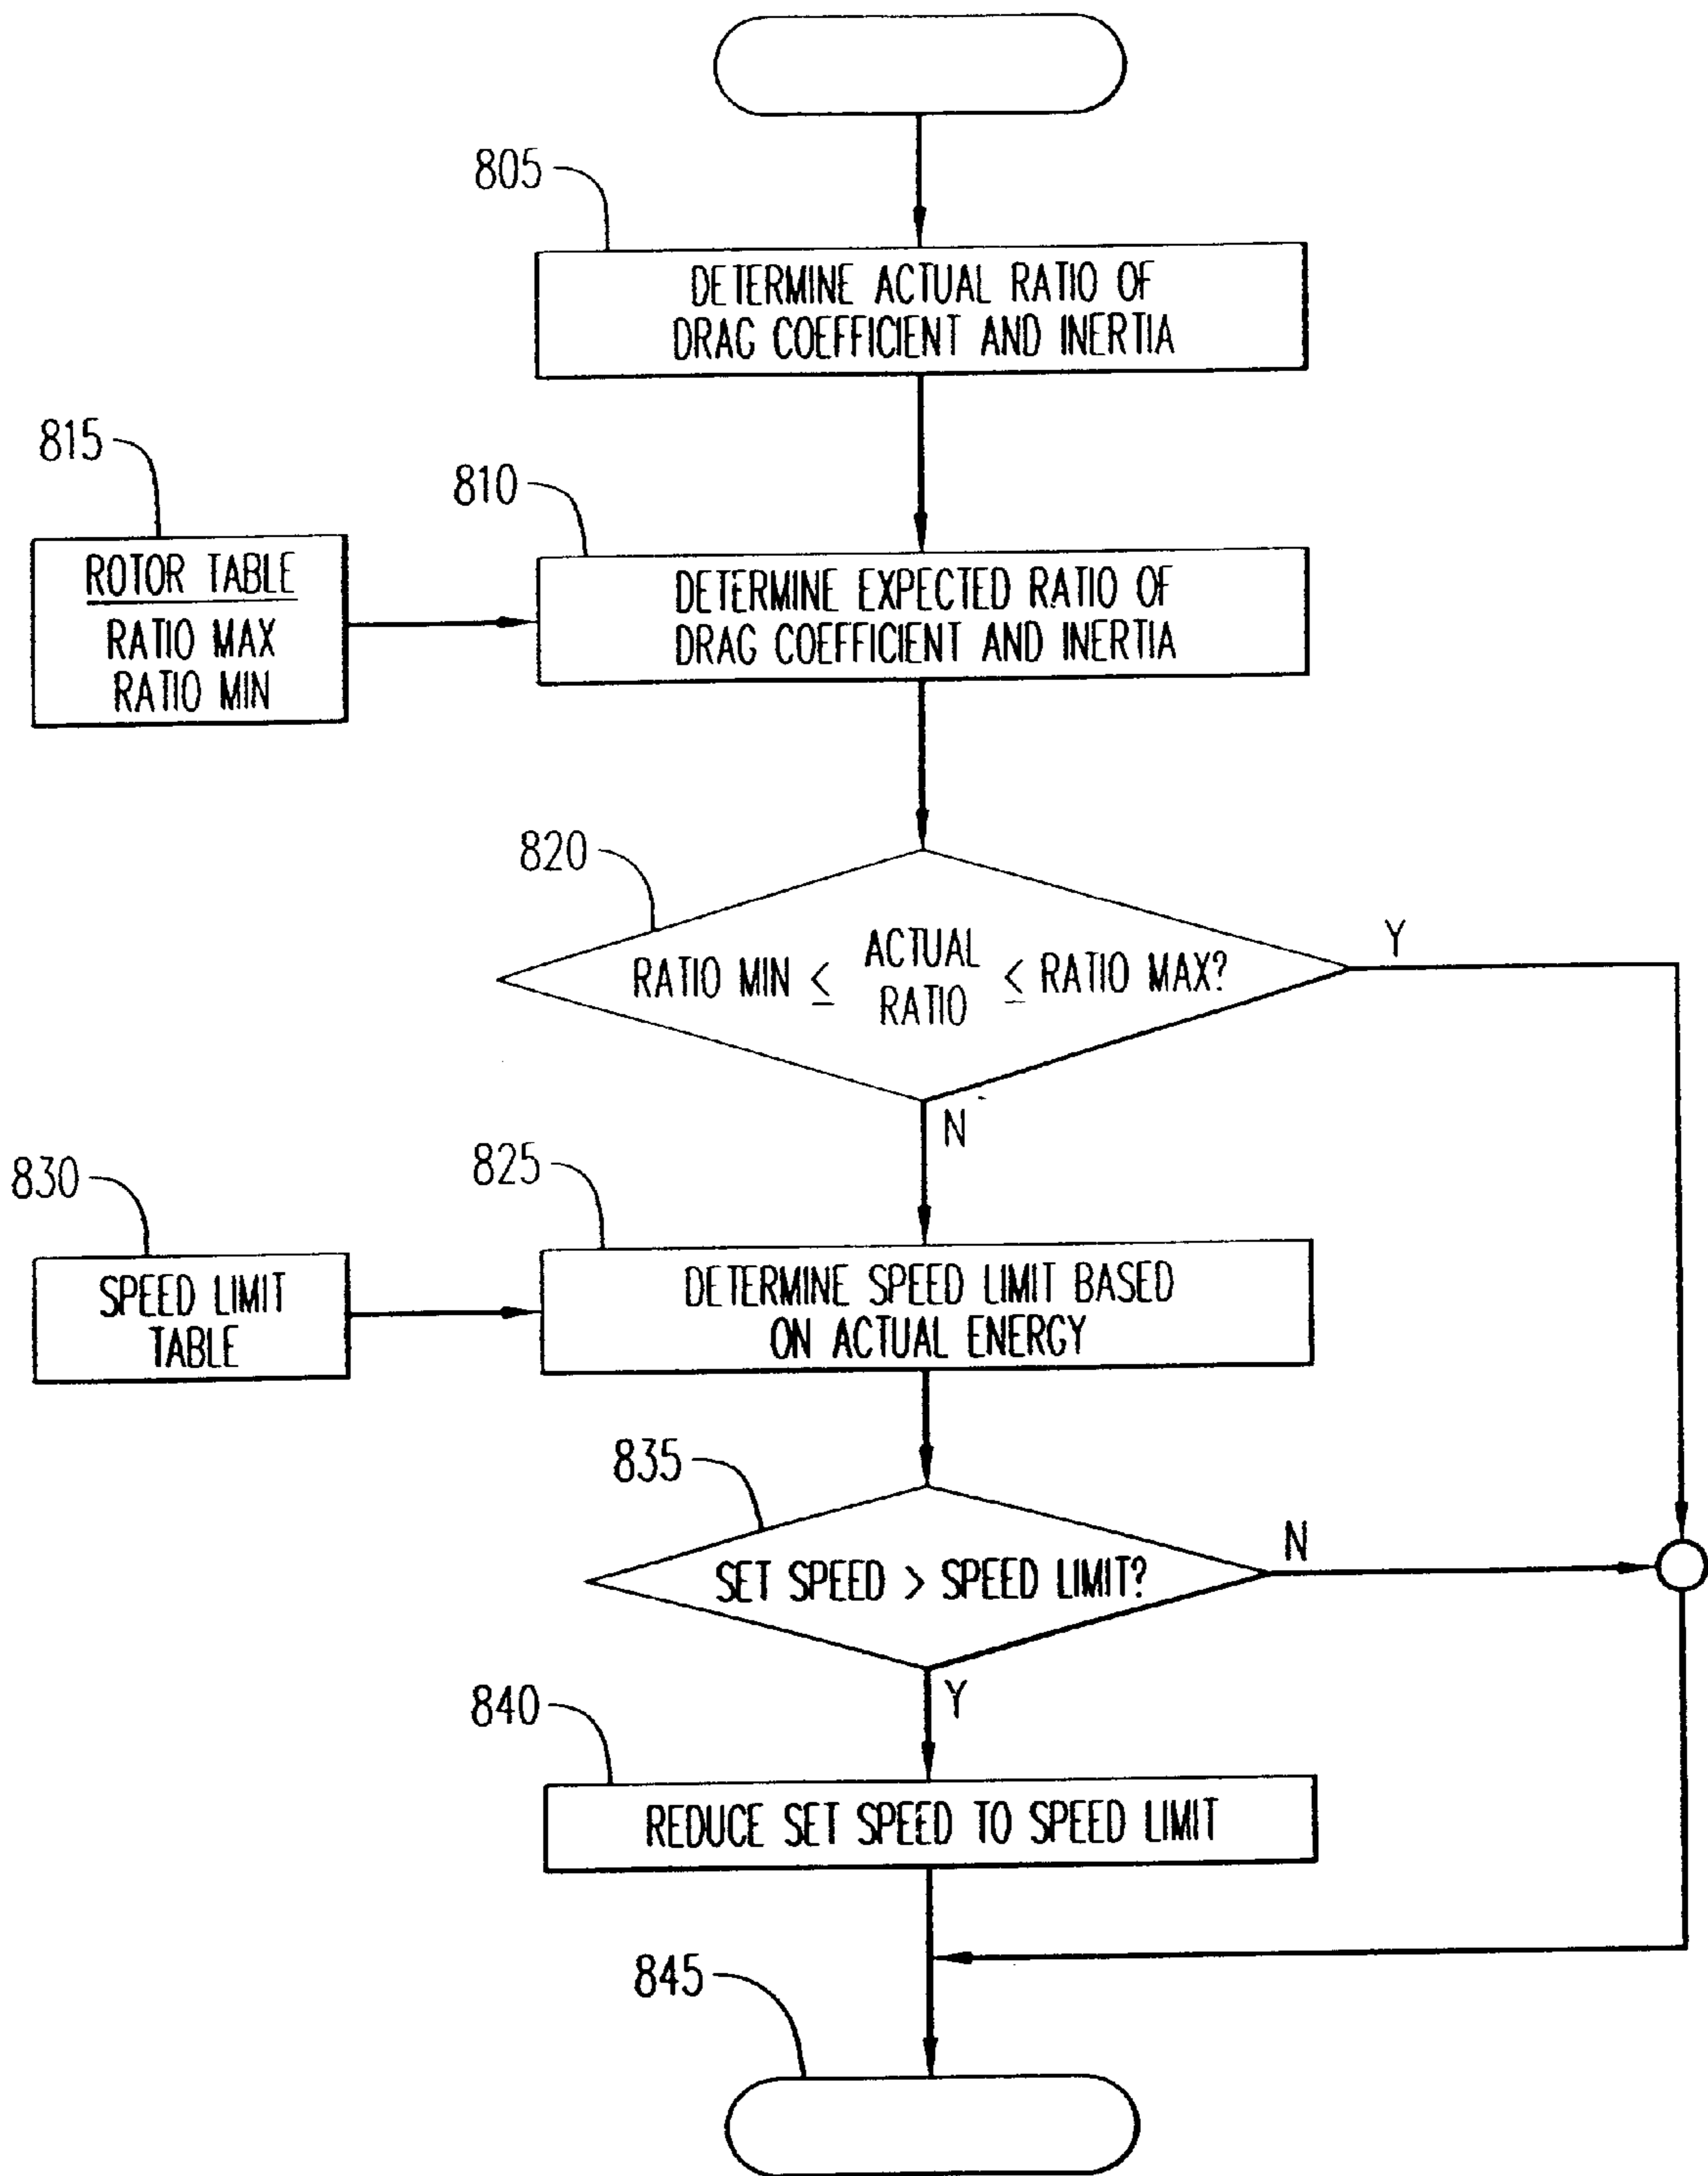 805
DETERMINE ACTUAL RATIO OF
DRAG COEFFICIENT AND INERTIA
815
810
ROTOR TABLE
RATIO MAX
RATIO MIN
DETERMINE EXPECTED RATIO OF
DRAG COEFFICIENT AND INERTIA
820
RATIO MIN ≤ ACTUAL RATIO ≤ RATIO MAX?
Y
N
830
825
SPEED LIMIT
TABLE
DETERMINE SPEED LIMIT BASED
ON ACTUAL ENERGY
835
SET SPEED > SPEED LIMIT?
N
Y
840
REDUCE SET SPEED TO SPEED LIMIT
845